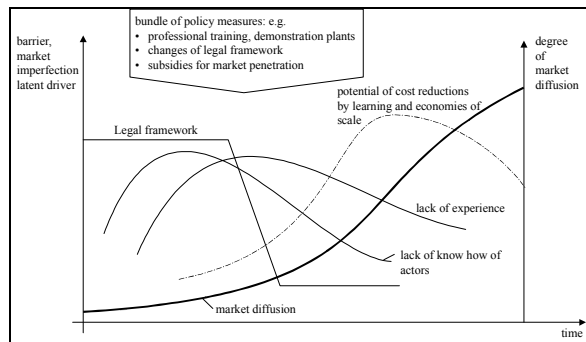 bundle of policy measures: e.g.
• professional training, demonstration plants
• changes of legal framework
• subsidies for market penetration
barrier,
market
imperfection
latent driver
degree
of
market
diffusion
potential of cost reductions
by learning and economies of
scale
Legal framework
lack of experience
lack of know how of
actors
market diffusion
time